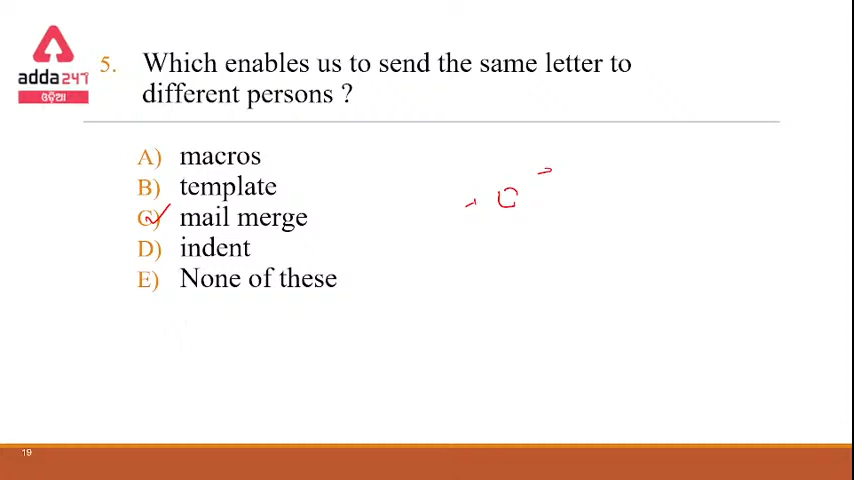 adda247
ଓଡ଼ିଆ
5. Which enables us to send the same letter to
different persons ?
A) macros
B) template
C) mail merge
D) indent
E) None of these
19